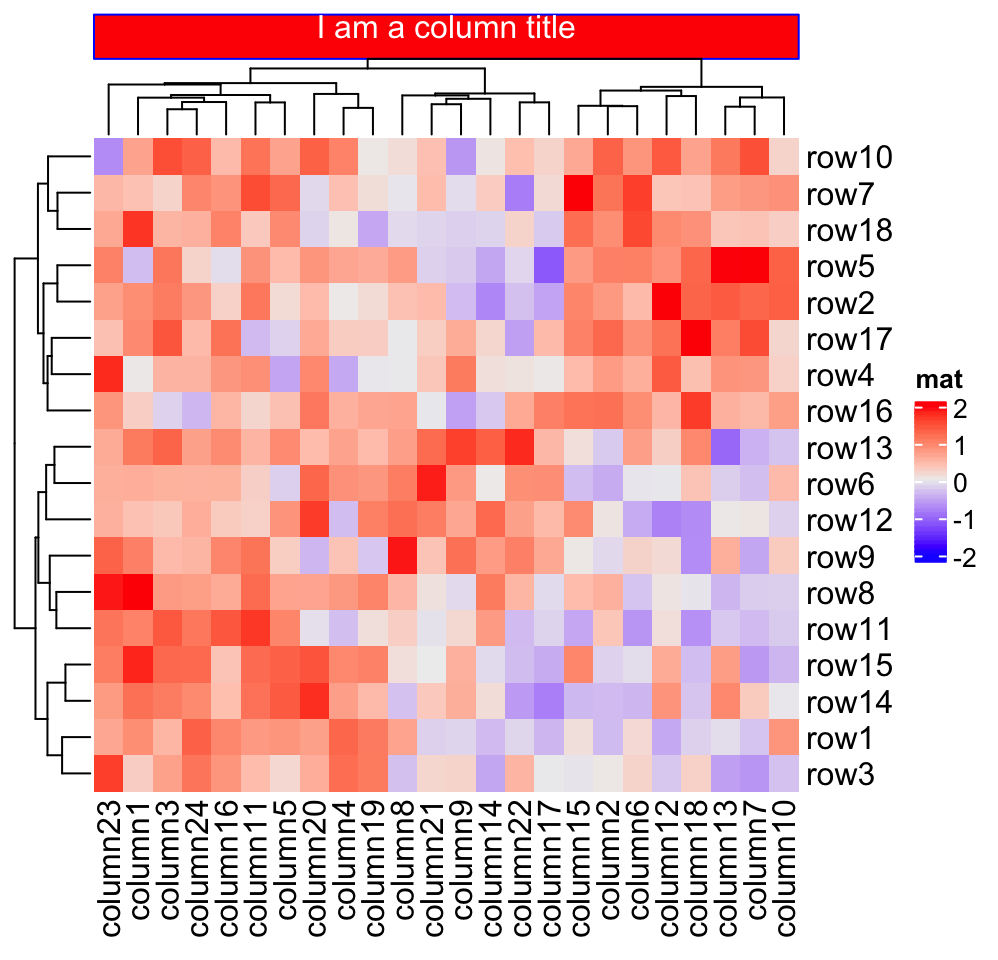 I am a column title
row10
row7
row18
row5
row2
row17
row4
row16
row13
row6
row12
row9
row8
row11
row15
row14
row1
row3
mat
2
1
0
-1
-2
column23
column1
column3
column24
column16
column11
column5
column20
column4
column19
column8
column21
column9
column14
column22
column17
column15
column2
column6
column12
column18
column13
column7
column10